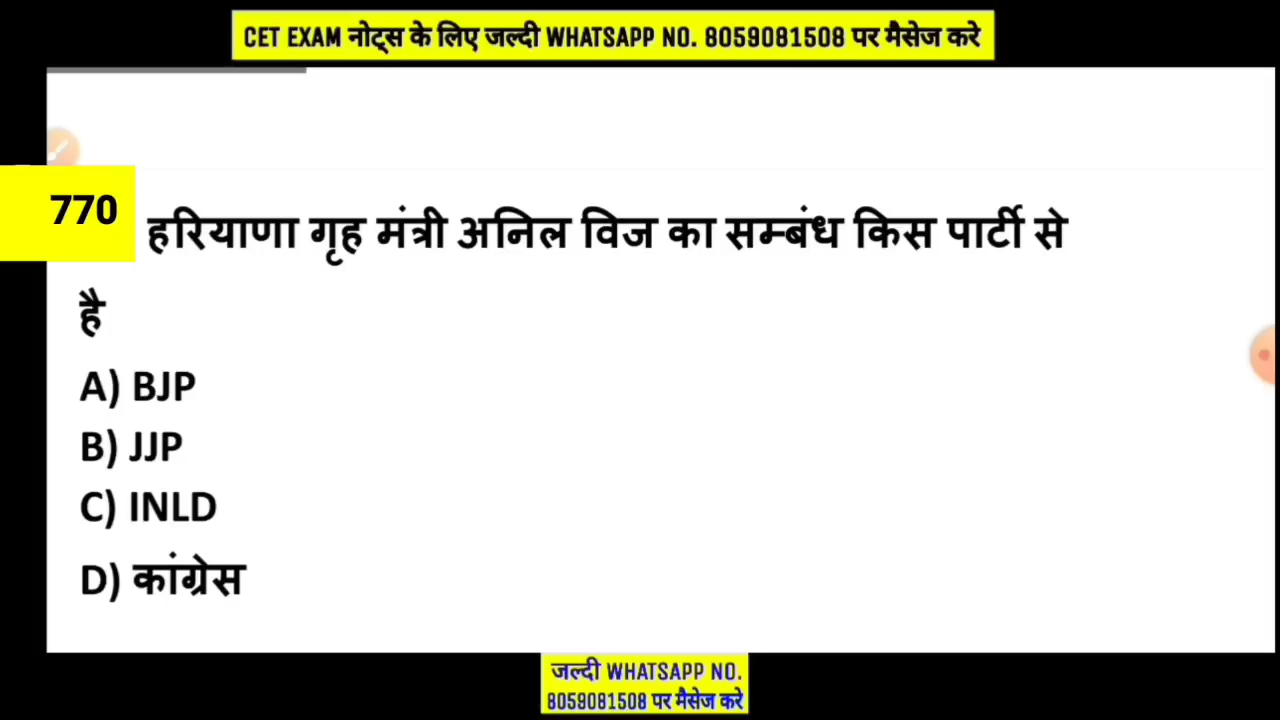 CET EXAM नोट्स के लिए जल्दी WHATSAPP NO. 8059081508 पर मैसेज करे
770
हरियाणा गृह मंत्री अनिल विज का सम्बंध किस पार्टी से
है
A) BJP
B) JJP
C) INLD
D) कांग्रेस
जल्दी WHATSAPP NO.
8059081508 पर मैसेज करे